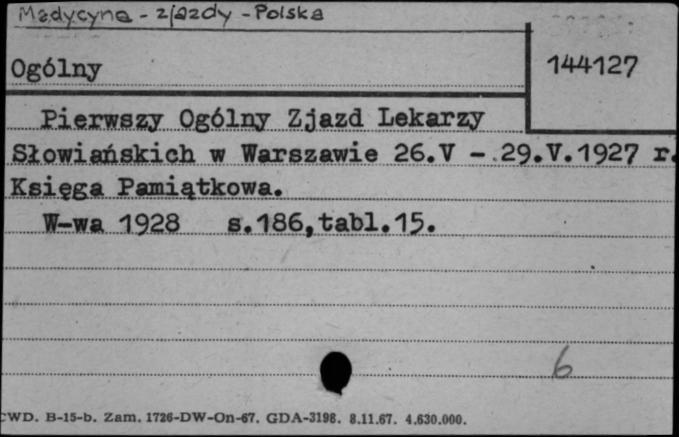 Medycyna - zjazdy - Polska
Ogólny
144127
Pierwszy Ogólny Zjazd Lekarzy
Słowiańskich w Warszawie 26.V - 29.V.1927 r.
Księga Pamiątkowa.
W-wa 1928 s.186,tabl.15.
6
CWD. B-15-b. Zam. 1726-DW-On-67. GDA-3198. 8.11.67. 4.630.000.